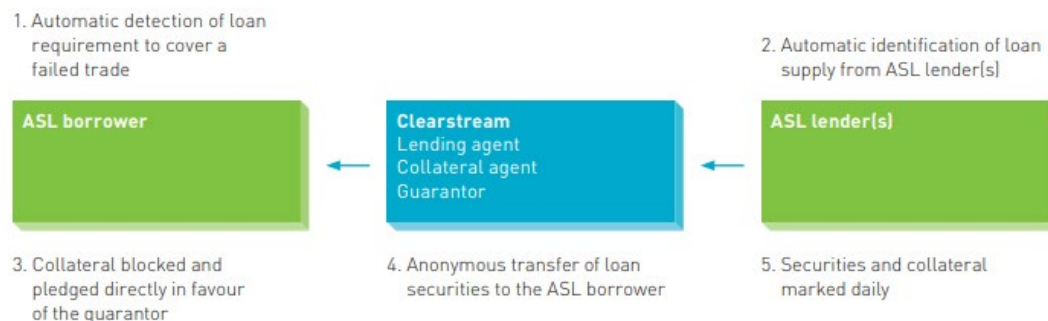 1. Automatic detection of loan
requirement to cover a
failed trade
2. Automatic identification of loan
supply from ASL lender(s)
ASL borrower
Clearstream
Lending agent
Collateral agent
Guarantor
ASL lender(s)
3. Collateral blocked and
pledged directly in favour
of the guarantor
4. Anonymous transfer of loan
securities to the ASL borrower
5. Securities and collateral
marked daily